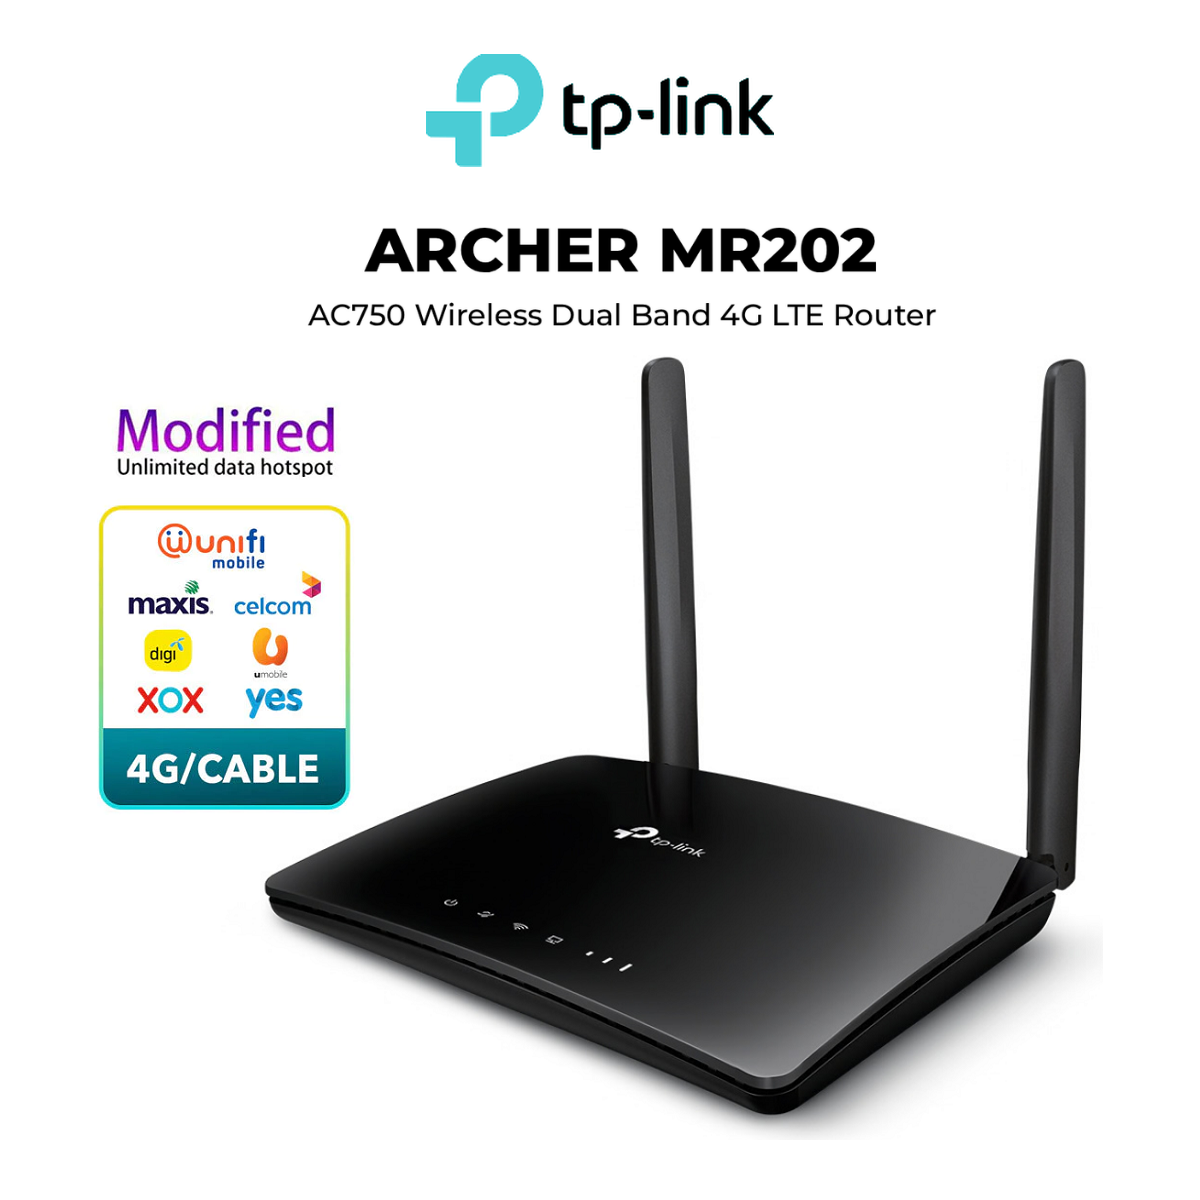 tp-link
ARCHER MR202
AC750 Wireless Dual Band 4G LTE Router
Modified
Unlimited data hotspot
unifi
mobile
maxis.
celcom
digi
umobile
XOX
yes
4G/CABLE
tp-link